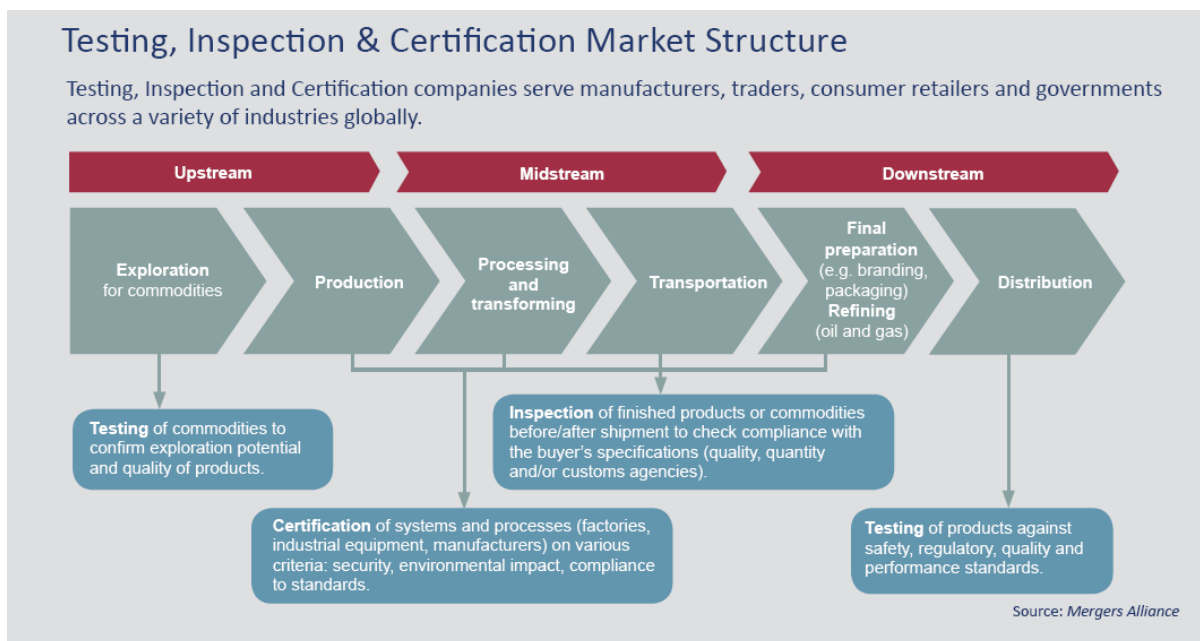 Testing, Inspection & Certification Market Structure
Testing, Inspection and Certification companies serve manufacturers, traders, consumer retailers and governments
across a variety of industries globally.
Upstream
Midstream
Downstream
Exploration
for commodities
Production
Processing
and
transforming
Transportation
Final
preparation
(e.g. branding,
packaging)
Refining
(oil and gas)
Distribution
Testing of commodities to
confirm exploration potential
and quality of products.
Inspection of finished products or commodities
before/after shipment to check compliance with
the buyer's specifications (quality, quantity
and/or customs agencies).
Certification of systems and processes (factories,
industrial equipment, manufacturers) on various
criteria: security, environmental impact, compliance
to standards.
Testing of products against
safety, regulatory, quality and
performance standards.
Source: Mergers Alliance